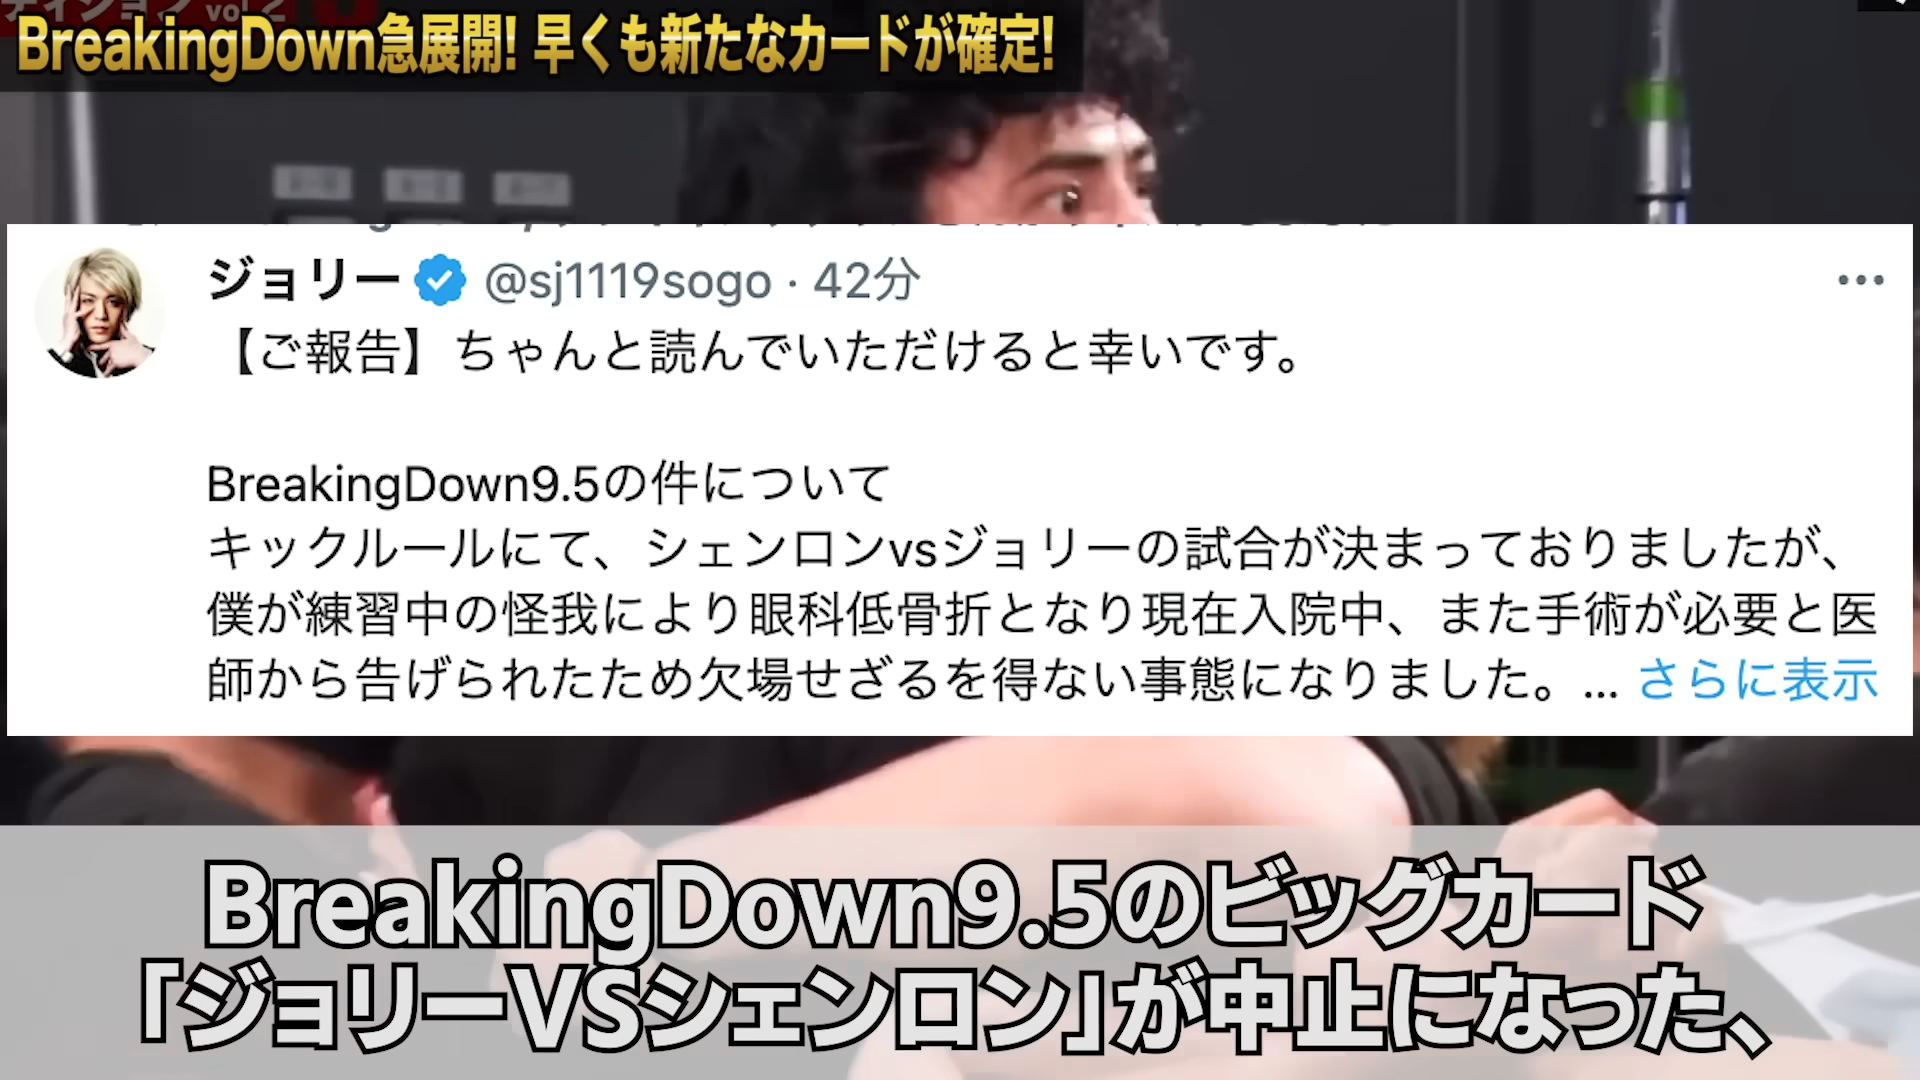 ディション vol 2
BreakingDown急展開! 早くも新たなカードが確定!
ジョリー @sj1119sogo · 42分
【ご報告】ちゃんと読んでいただけると幸いです。
BreakingDown9.5の件について
キックルールにて、シェンロンvsジョリーの試合が決まっておりましたが、
僕が練習中の怪我により眼科低骨折となり現在入院中、また手術が必要と医
師から告げられたため欠場せざるを得ない事態になりました。... さらに表示
BreakingDown9.5のビッグカード
「ジョリーVSシェンロン」が中止になった、